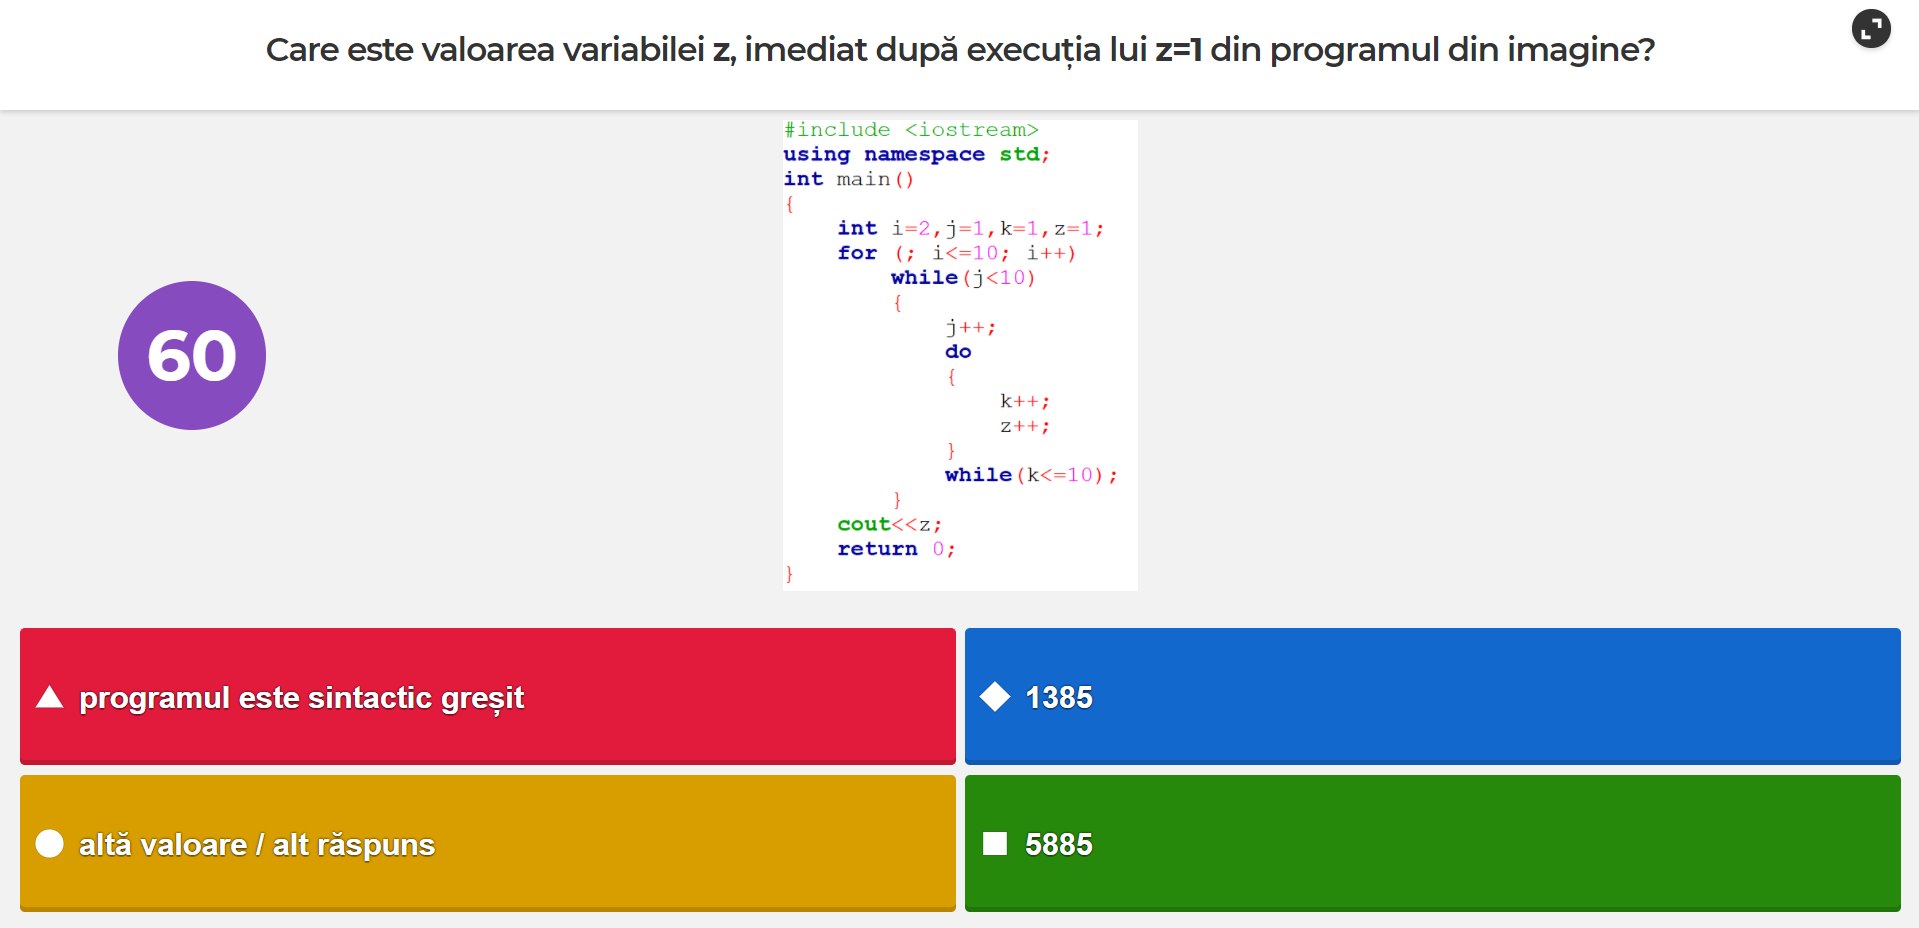 Care este valoarea variabilei z, imediat după execuția lui z=1 din programul din imagine?
#include <iostream>
using namespace std;
int main()
{
int i=2,j=1,k=1,z=1;
for (; i<=10; i++)
while(j<10)
{
j++;
do
{
k++;
z++;
}
while(k<=10);
}
cout<<z;
return 0;
}
60
programul este sintactic greșit
1385
altă valoare / alt răspuns
5885